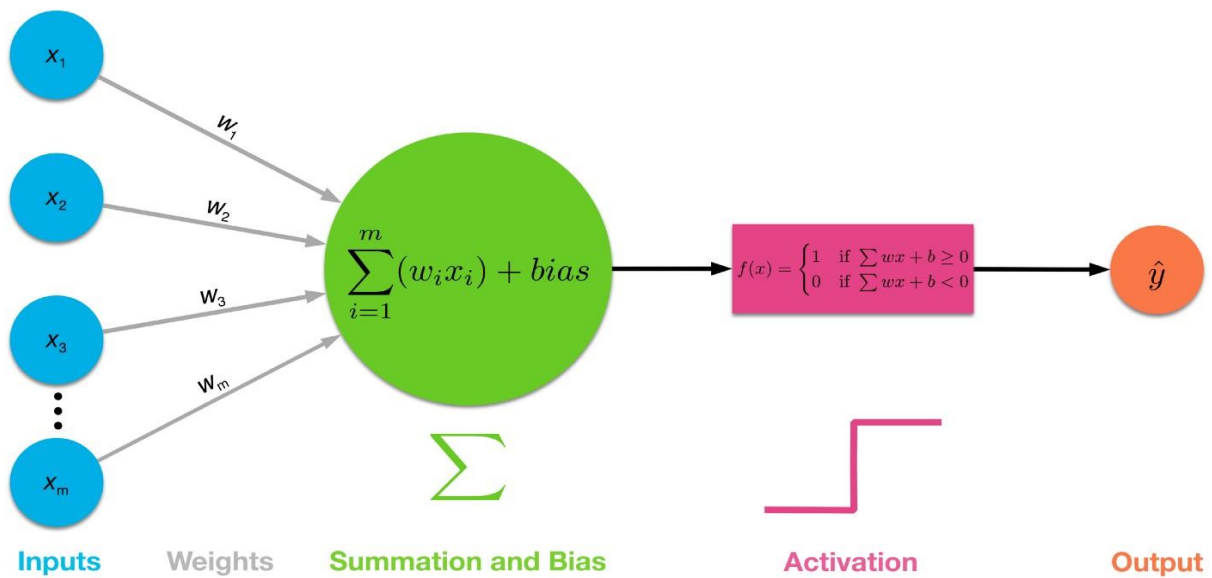 x₁
x₂
x₃
xₘ
w₁
w₂
w₃
wₘ
∑ᵢ₌₁ᵐ(wᵢxᵢ) + bias
f(x) = {1 if ∑ wx + b ≥ 0
0 if ∑ wx + b < 0
ŷ
∑
Inputs Weights Summation and Bias Activation Output